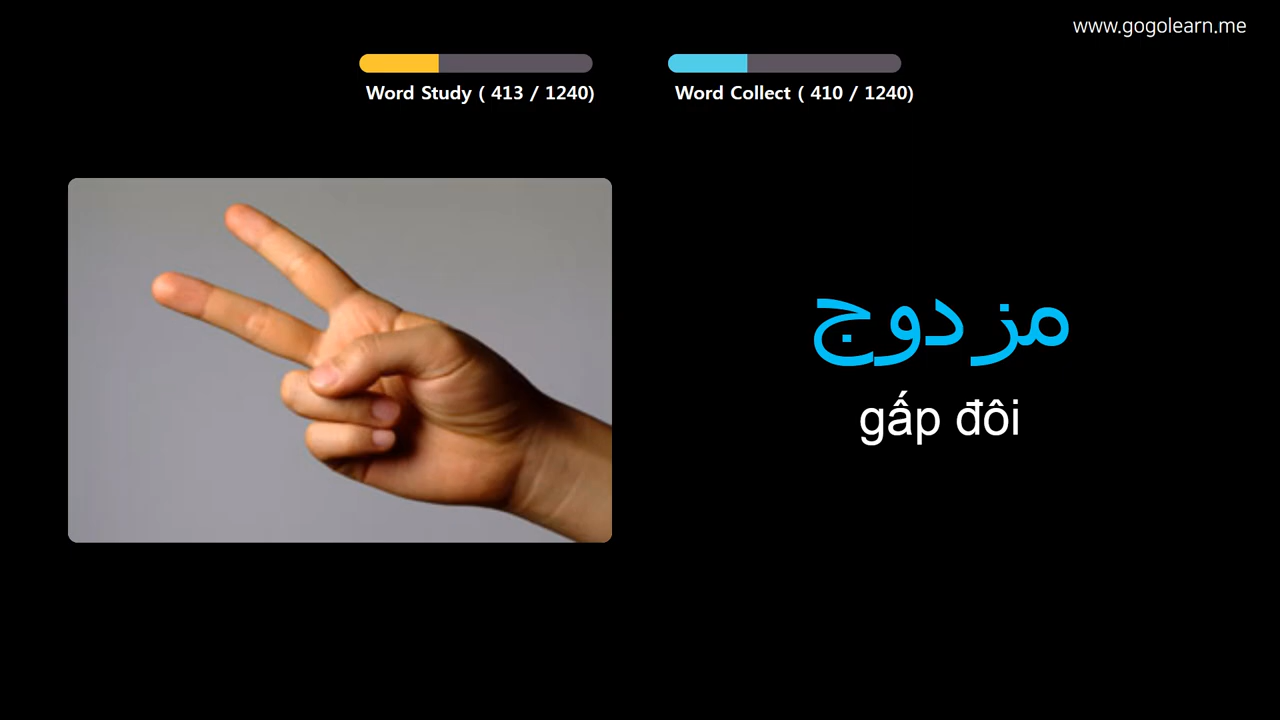 www.gogolearn.me
Word Study ( 413 / 1240)
Word Collect ( 410 / 1240)
مزدوج
gấp đôi